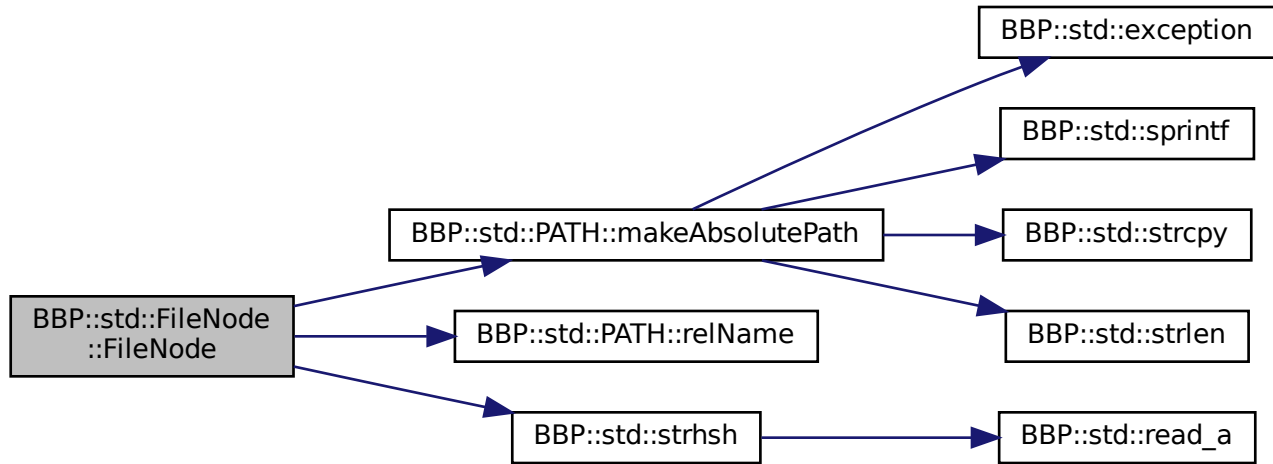 BBP::std::exception
BBP::std::sprintf
BBP::std::PATH::makeAbsolutePath
BBP::std::strcpy
BBP::std::FileNode
::FileNode
BBP::std::PATH::relName
BBP::std::strlen
BBP::std::strhsh
BBP::std::read_a